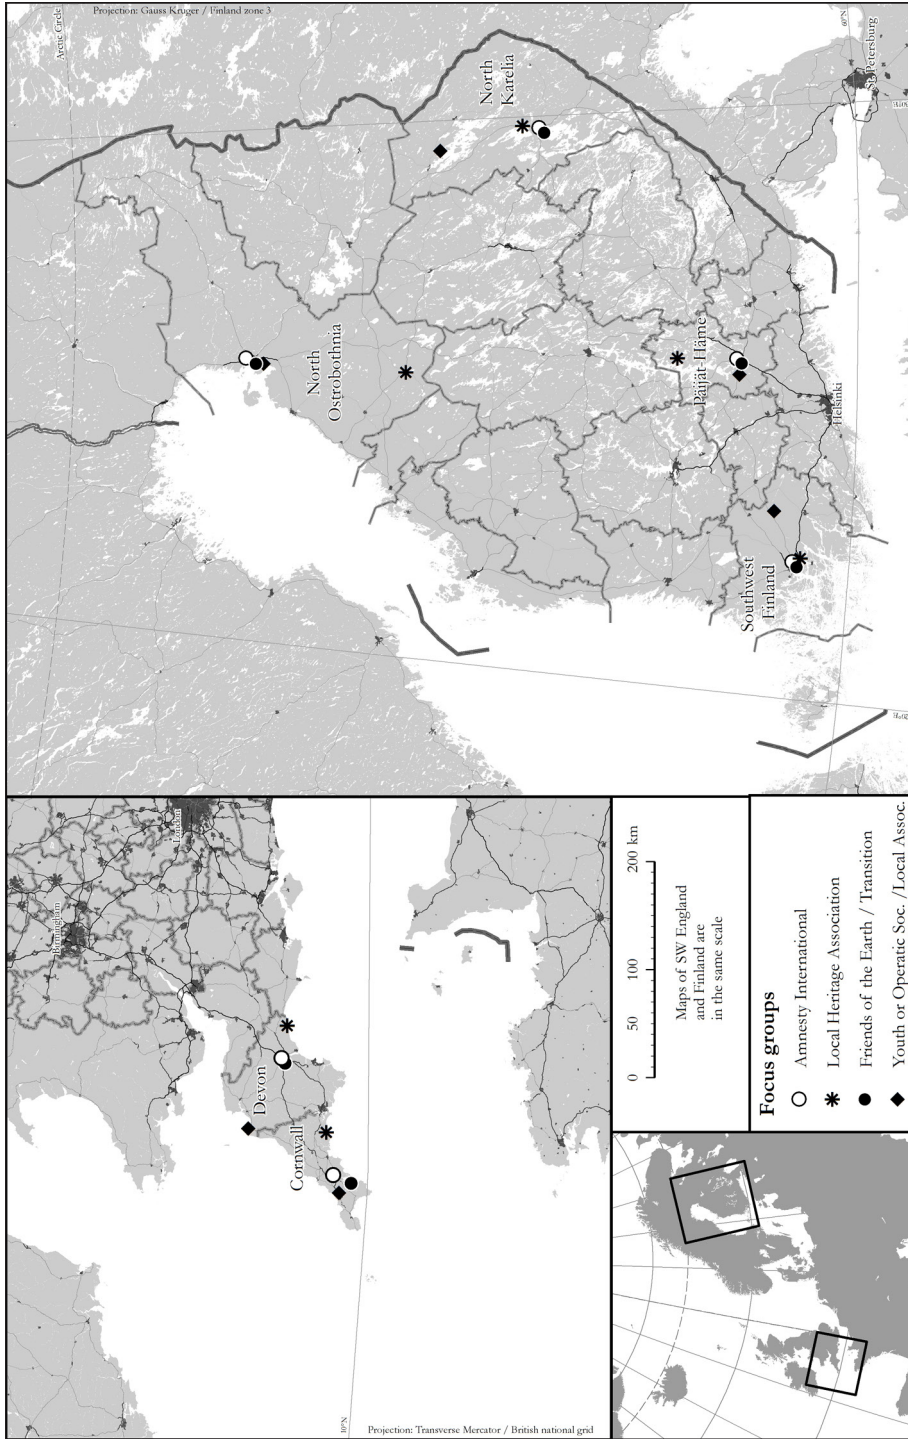 Projection: Gauss Kruger / Finland zone 3
Arctic Circle
60°N
St. Petersburg
North
Karelia
North
Ostrobothnia
Päijät-Häme
Helsinki
Southwest
Finland
Birmingham
London
Devon
Cornwall
Projection: Transverse Mercator / British national grid
0 50 100 200 km
Maps of SW England
and Finland are
in the same scale
Focus groups
Amnesty International
Local Heritage Association
Friends of the Earth / Transition
Youth or Operatic Soc. /Local Assoc.